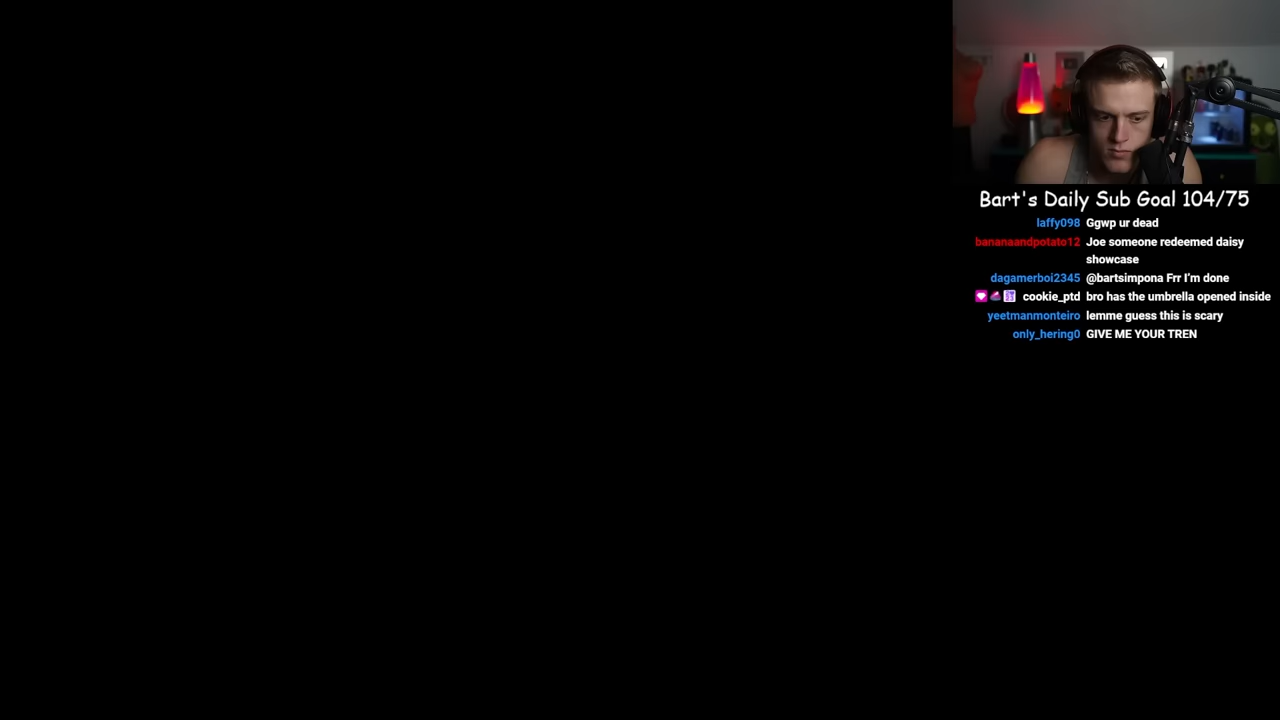 Bart's Daily Sub Goal 104/75
laffy098 Ggwp ur dead
bananaandpotato12 Joe someone redeemed daisy
showcase
dagamerboi2345 @bartsimpona Frr I'm done
cookie_ptd bro has the umbrella opened inside
yeetmanmonteiro lemme guess this is scary
only_hering0 GIVE ME YOUR TREN